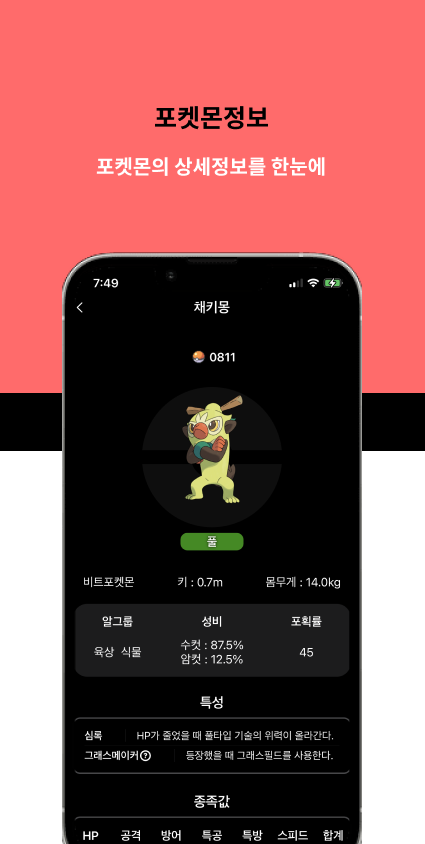 포켓몬정보
포켓몬의 상세정보를 한눈에
7:49
채키몽
0811
풀
비트포켓몬 키 : 0.7m 몸무게 : 14.0kg
알그룹 성비 포획률
육상 식물 수컷 : 87.5% 암컷 : 12.5% 45
특성
심록 HP가 줄었을 때 풀타입 기술의 위력이 올라간다.
그래스메이커? 등장했을 때 그래스필드를 사용한다.
종족값
HP 공격 방어 특공 특방 스피드 합계